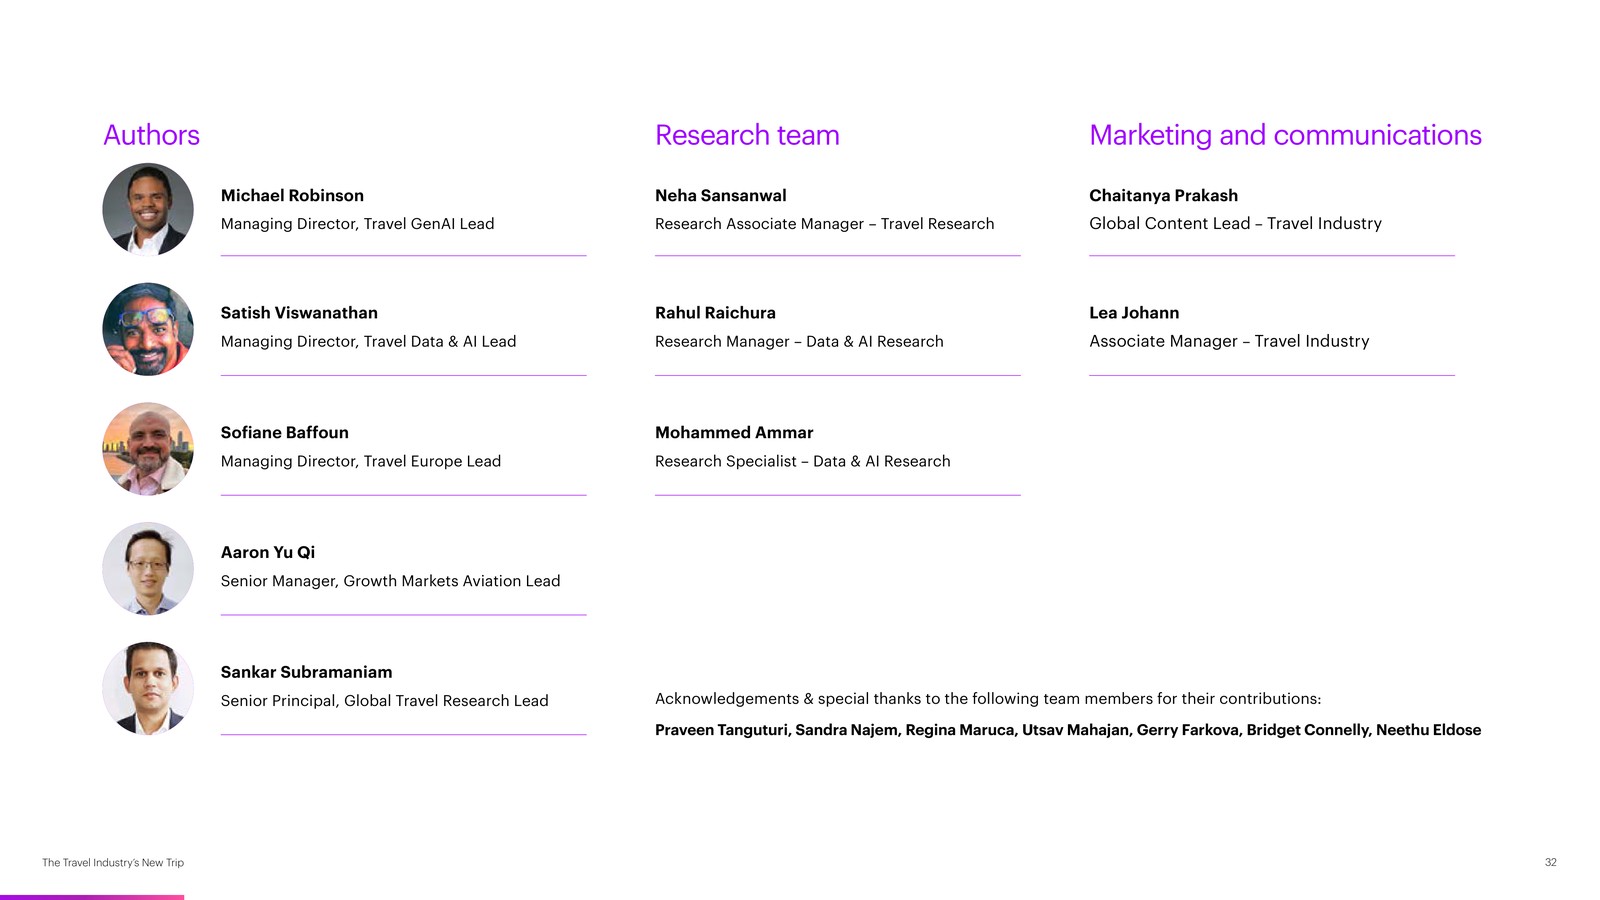 Authors
Michael Robinson
Managing Director, Travel GenAI Lead
Satish Viswanathan
Managing Director, Travel Data & AI Lead
Sofiane Baffoun
Managing Director, Travel Europe Lead
Aaron Yu Qi
Senior Manager, Growth Markets Aviation Lead
Sankar Subramaniam
Senior Principal, Global Travel Research Lead
Research team
Neha Sansanwal
Research Associate Manager – Travel Research
Rahul Raichura
Research Manager – Data & AI Research
Mohammed Ammar
Research Specialist – Data & AI Research
Marketing and communications
Chaitanya Prakash
Global Content Lead – Travel Industry
Lea Johann
Associate Manager – Travel Industry
Acknowledgements & special thanks to the following team members for their contributions:
Praveen Tanguturi, Sandra Najem, Regina Maruca, Utsav Mahajan, Gerry Farkova, Bridget Connelly, Neethu Eldose
The Travel Industry's New Trip
32